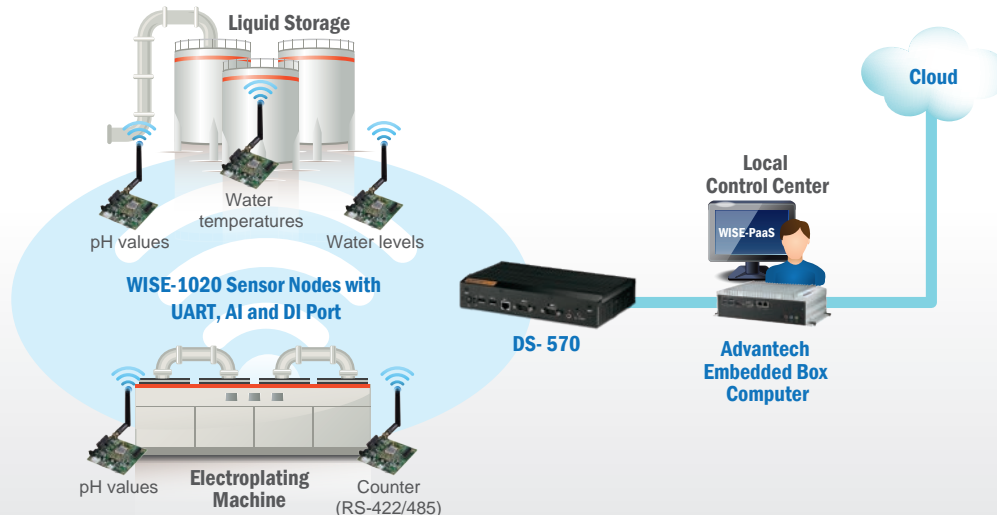 Liquid Storage
Cloud
Local
Control Center
WISE-PaaS
pH values
Water
temperatures
Water levels
WISE-1020 Sensor Nodes with
UART, AI and DI Port
DS- 570
Advantech
Embedded Box
Computer
pH values
Electroplating
Machine
Counter
(RS-422/485)